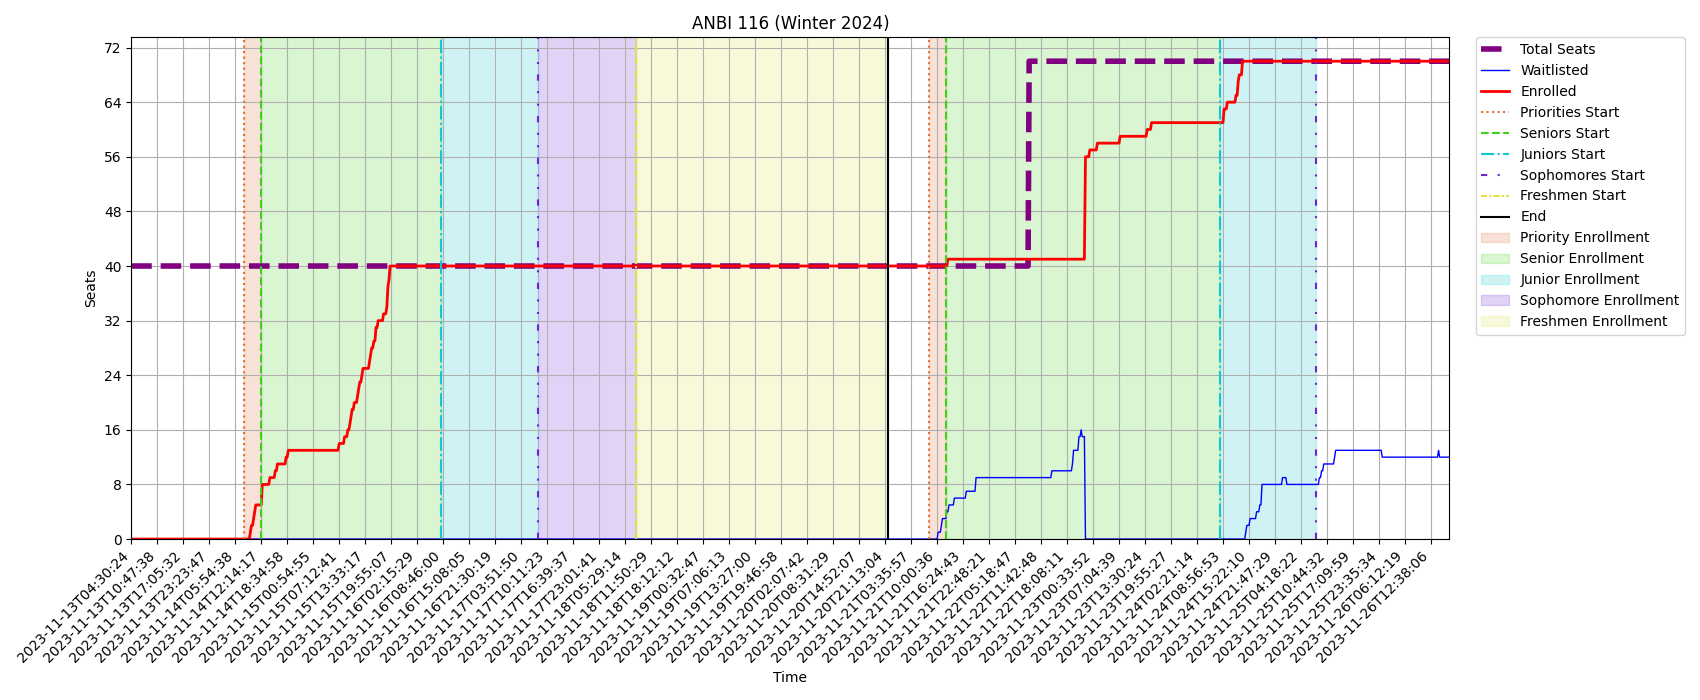 ANBI 116 (Winter 2024)
72
64
56
48
40
32
24
16
8
0
Seats
2023-11-13T04:30:24
2023-11-13T10:47:38
2023-11-13T17:05:32
2023-11-13T23:23:47
2023-11-14T05:54:38
2023-11-14T12:14:17
2023-11-14T18:34:58
2023-11-15T00:54:55
2023-11-15T07:12:41
2023-11-15T13:33:17
2023-11-15T19:55:07
2023-11-16T02:15:29
2023-11-16T08:46:00
2023-11-16T15:08:05
2023-11-16T21:30:19
2023-11-17T03:51:50
2023-11-17T10:11:23
2023-11-17T16:39:37
2023-11-17T23:01:41
2023-11-18T05:29:14
2023-11-18T11:50:29
2023-11-18T18:12:12
2023-11-19T00:32:47
2023-11-19T07:06:13
2023-11-19T13:27:00
2023-11-19T19:46:58
2023-11-20T02:07:42
2023-11-20T08:31:29
2023-11-20T14:52:07
2023-11-20T21:13:04
2023-11-21T03:35:57
2023-11-21T10:00:36
2023-11-21T16:24:43
2023-11-21T22:48:21
2023-11-22T05:18:47
2023-11-22T11:42:48
2023-11-22T18:08:11
2023-11-23T00:33:52
2023-11-23T07:04:39
2023-11-23T13:30:24
2023-11-23T19:55:27
2023-11-24T02:21:14
2023-11-24T08:56:53
2023-11-24T15:22:10
2023-11-24T21:47:29
2023-11-25T04:18:22
2023-11-25T10:44:32
2023-11-25T17:09:59
2023-11-25T23:35:34
2023-11-26T06:12:19
2023-11-26T12:38:06
Time
Total Seats
Waitlisted
Enrolled
Priorities Start
Seniors Start
Juniors Start
Sophomores Start
Freshmen Start
End
Priority Enrollment
Senior Enrollment
Junior Enrollment
Sophomore Enrollment
Freshmen Enrollment